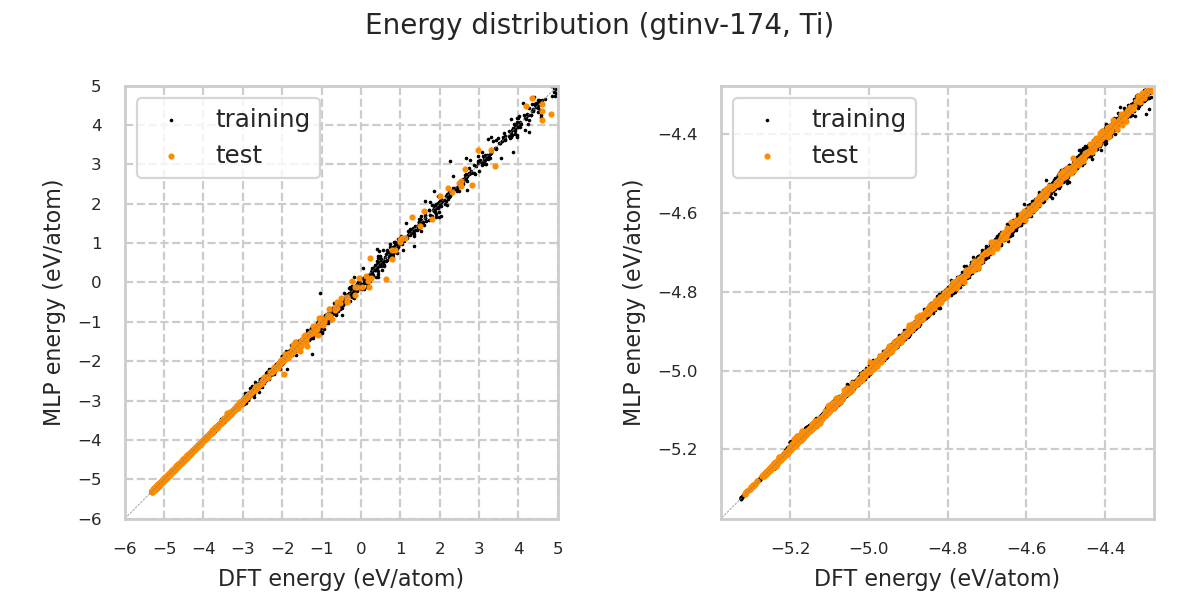 Energy distribution (gtinv-174, Ti)
5
4
3
2
1
0
−1
−2
−3
−4
−5
−6
MLP energy (eV/atom)
training
test
−6 −5 −4 −3 −2 −1 0 1 2 3 4 5
DFT energy (eV/atom)
−4.4
−4.6
−4.8
−5.0
−5.2
MLP energy (eV/atom)
training
test
−5.2 −5.0 −4.8 −4.6 −4.4
DFT energy (eV/atom)